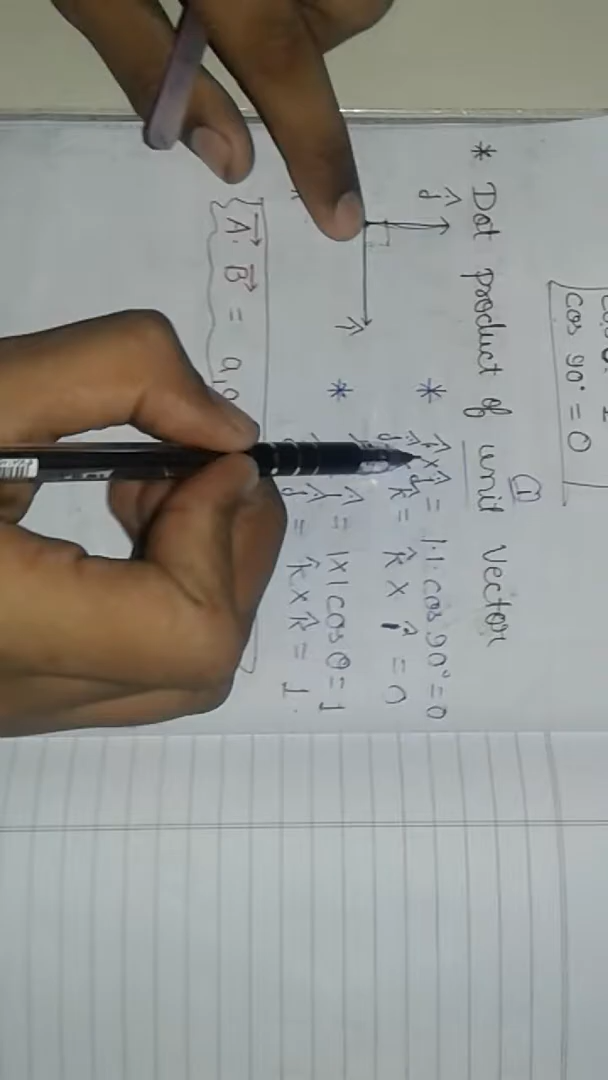 cos 90° = 0
* Dot product of unit vector
ĵ
î
* î × ĵ = 1·1·cos 90° = 0
k̂ = k̂ × î = 0
* î = 1×1 cos θ = 1
ĵ = k̂ × k̂ = 1.
A⃗ · B⃗ =